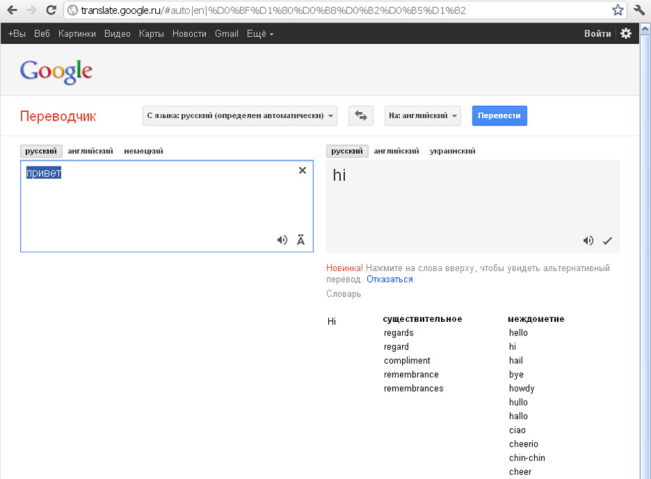 translate.google.ru/#auto|en|%D0%BF%D1%80%D0%B8%D0%B2%D0%B5%D1%82
+Вы Веб Картинки Видео Карты Новости Gmail Ещё Войти
Google
Переводчик С языка: русский (определен автоматически) На: английский Перевести
русский английский немецкий русский английский украинский
привет
hi
Ä
Новинка! Нажмите на слова вверху, чтобы увидеть альтернативный
перевод. Отказаться
Словарь
Hi существительное междометие
regards hello
regard hi
compliment hail
remembrance bye
remembrances howdy
hullo
hallo
ciao
cheerio
chin-chin
cheer